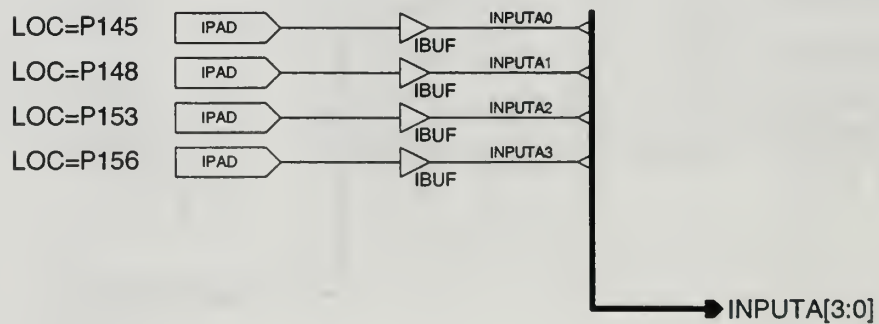 LOC=P145 IPAD IBUF INPUTA0
LOC=P148 IPAD IBUF INPUTA1
LOC=P153 IPAD IBUF INPUTA2
LOC=P156 IPAD IBUF INPUTA3
INPUTA[3:0]